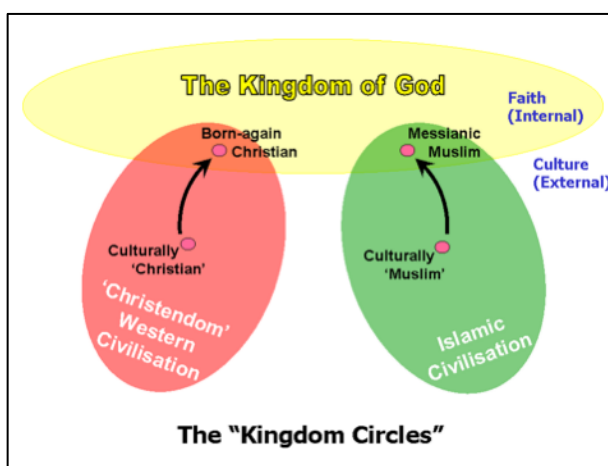 The Kingdom of God
Faith
(Internal)
Born-again
Christian
Messianic
Muslim
Culture
(External)
Culturally
‘Christian’
Culturally
‘Muslim’
‘Christendom’
Western
Civilisation
Islamic
Civilisation
The “Kingdom Circles”